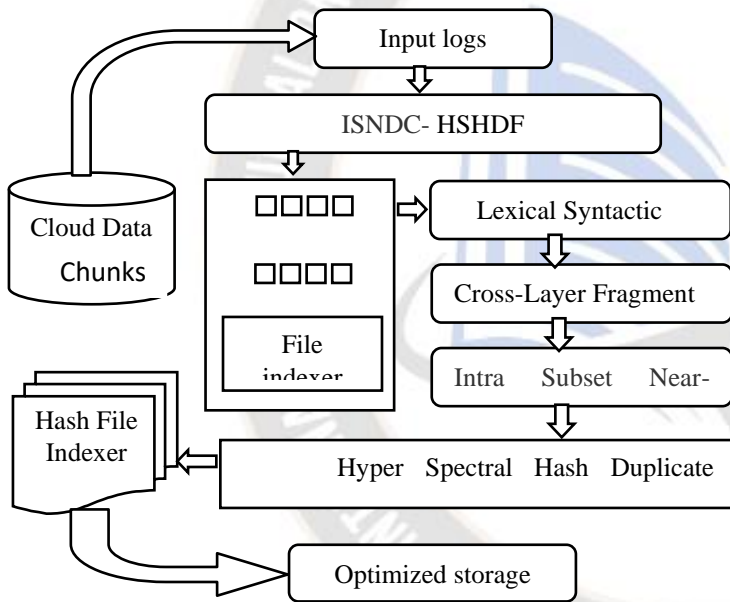 Input logs
ISNDC- HSHDF
Cloud Data
Chunks
Lexical Syntactic
Cross-Layer Fragment
File
indexer
Intra Subset Near-
Hash File
Indexer
Hyper Spectral Hash Duplicate
Optimized storage